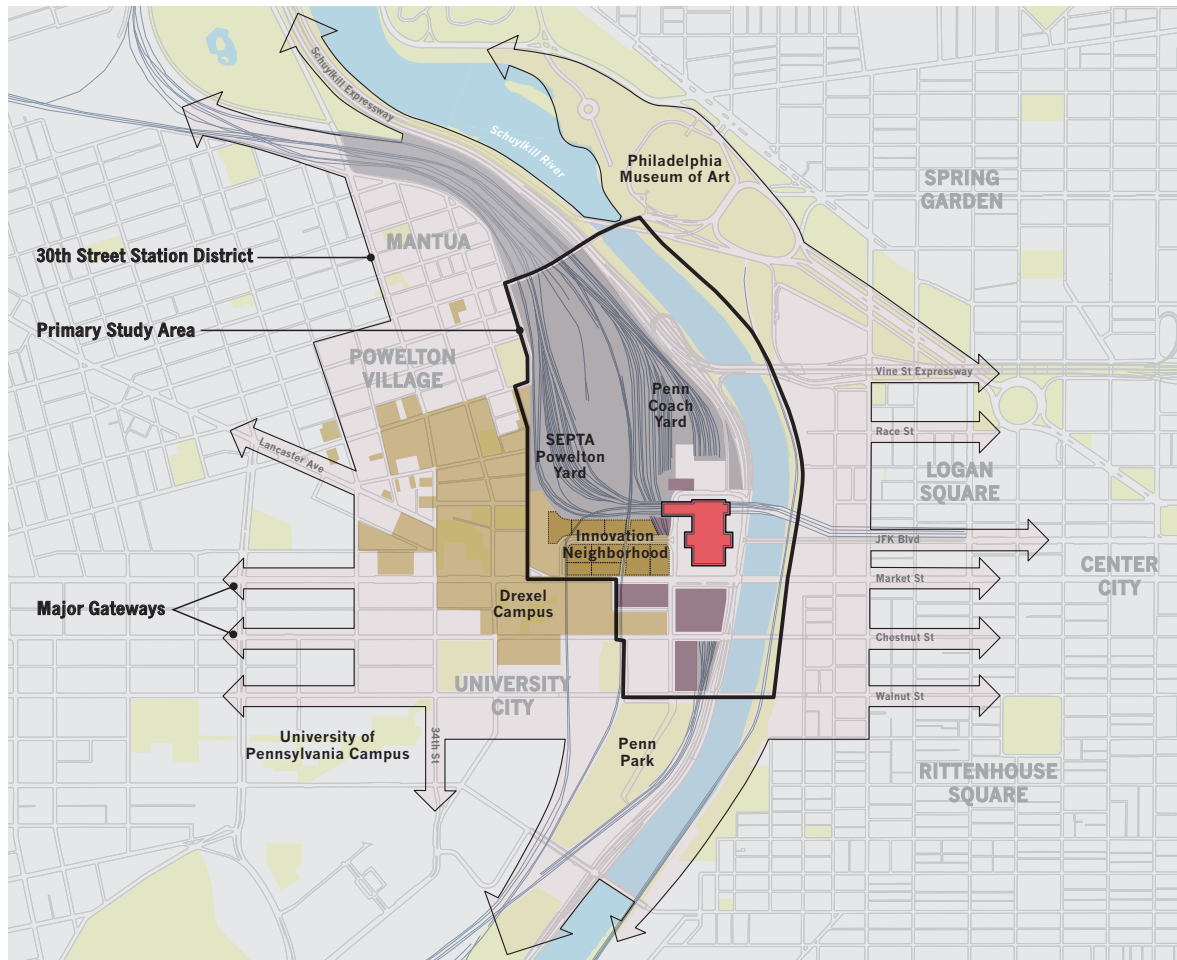 Schuylkill Expressway
Schuylkill River
Philadelphia
Museum of Art
SPRING
GARDEN
MANTUA
30th Street Station District
Primary Study Area
POWELTON
VILLAGE
Vine St Expressway
Penn
Coach
Yard
Race St
SEPTA
Powelton
Yard
Lancaster Ave
LOGAN
SQUARE
Innovation
Neighborhood
JFK Blvd
CENTER
CITY
Market St
Major Gateways
Drexel
Campus
Chestnut St
UNIVERSITY
CITY
Walnut St
University of
Pennsylvania Campus
34th St
Penn
Park
RITTENHOUSE
SQUARE